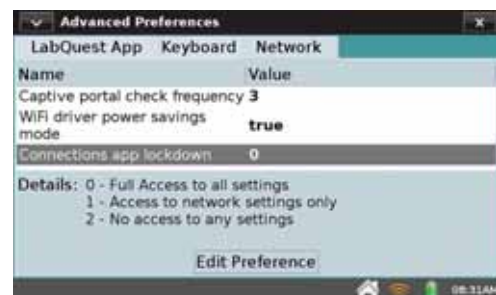 Advanced Preferences
LabQuest App Keyboard Network
Name Value
Captive portal check frequency 3
WiFi driver power savings
mode true
Connections app lockdown 0
Details: 0 - Full Access to all settings
1 - Access to network settings only
2 - No access to any settings
Edit Preference
08:31AM